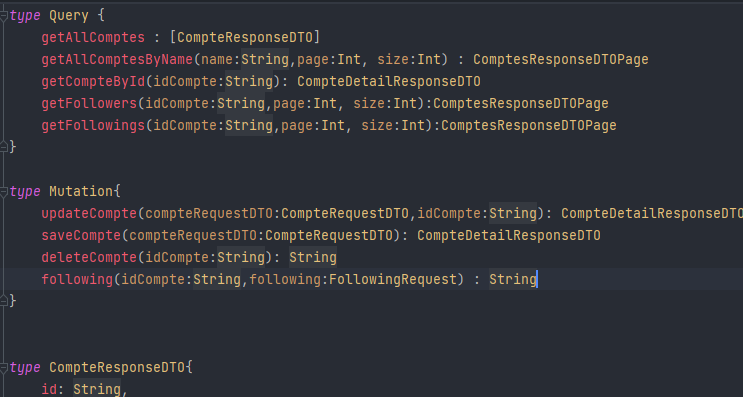 type Query {
getAllComptes : [CompteResponseDTO]
getAllComptesByName(name:String,page:Int, size:Int) : ComptesResponseDTOPage
getCompteById(idCompte:String): CompteDetailResponseDTO
getFollowers(idCompte:String,page:Int, size:Int):ComptesResponseDTOPage
getFollowings(idCompte:String,page:Int, size:Int):ComptesResponseDTOPage
}
type Mutation{
updateCompte(compteRequestDTO:CompteRequestDTO,idCompte:String): CompteDetailResponseDTO
saveCompte(compteRequestDTO:CompteRequestDTO): CompteDetailResponseDTO
deleteCompte(idCompte:String): String
following(idCompte:String,following:FollowingRequest) : String
}
type CompteResponseDTO{
id: String,